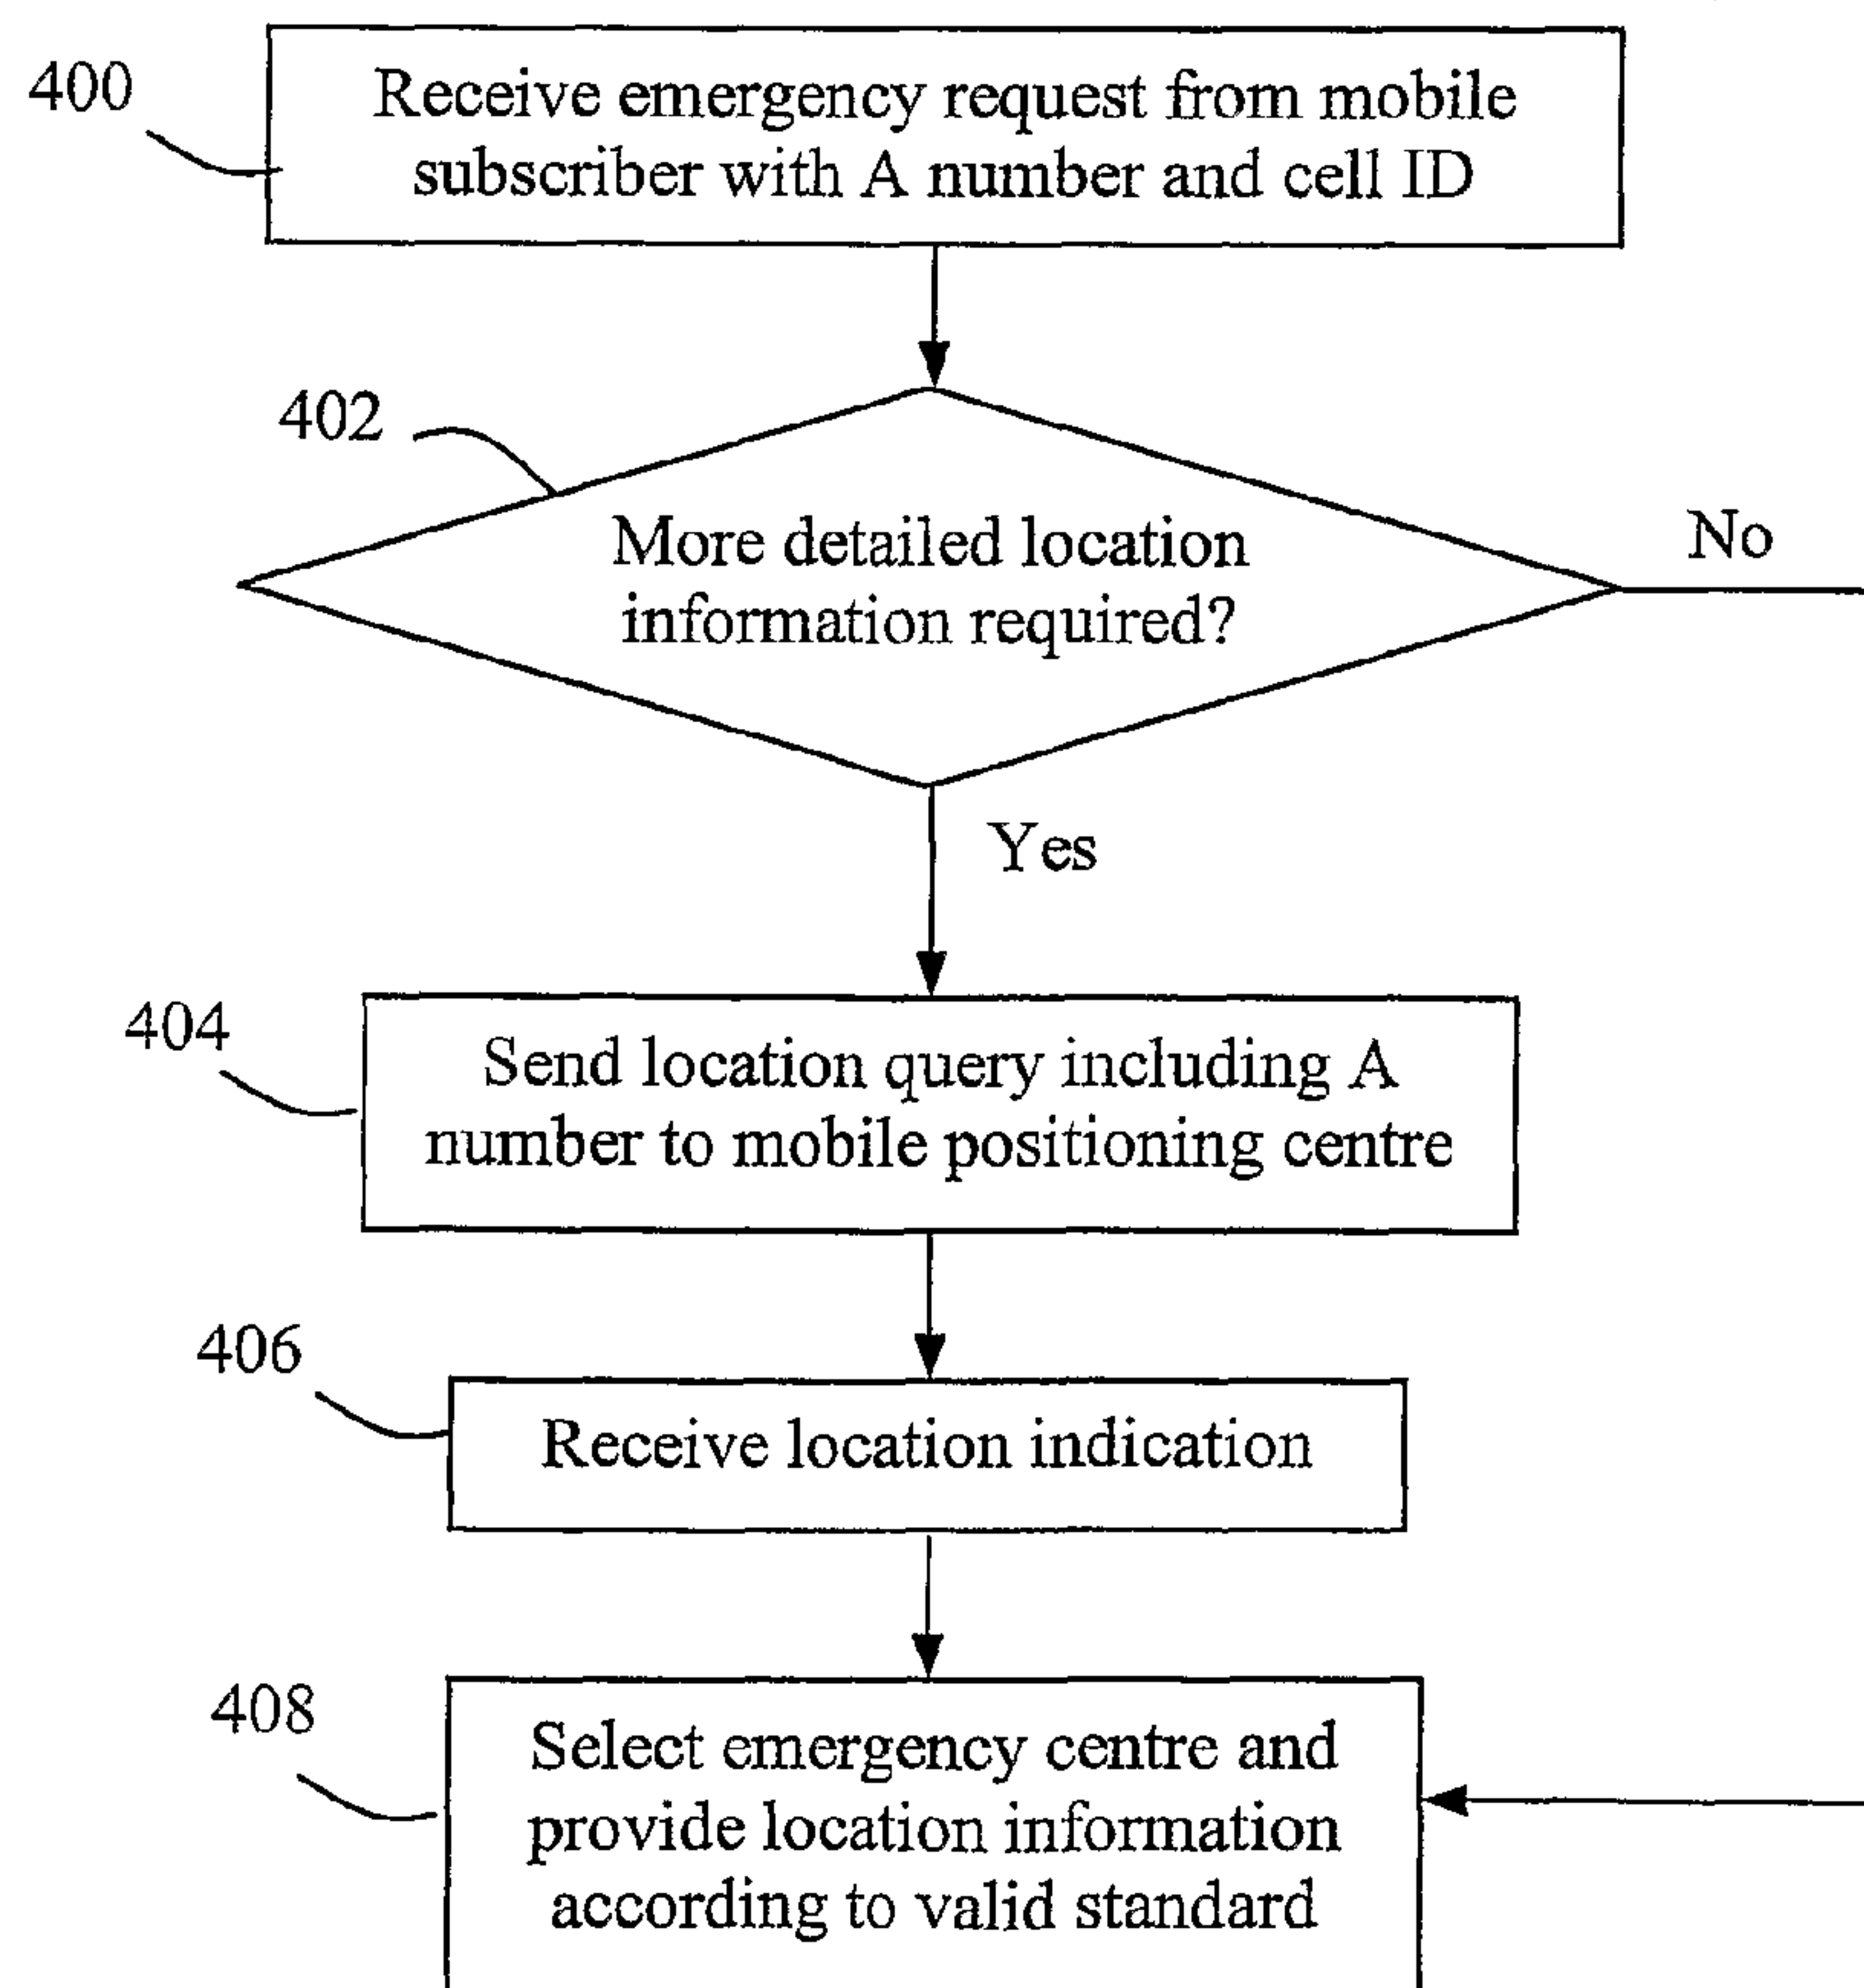 400
Receive emergency request from mobile
subscriber with A number and cell ID
402
More detailed location
information required?
No
Yes
404
Send location query including A
number to mobile positioning centre
406
Receive location indication
408
Select emergency centre and
provide location information
according to valid standard